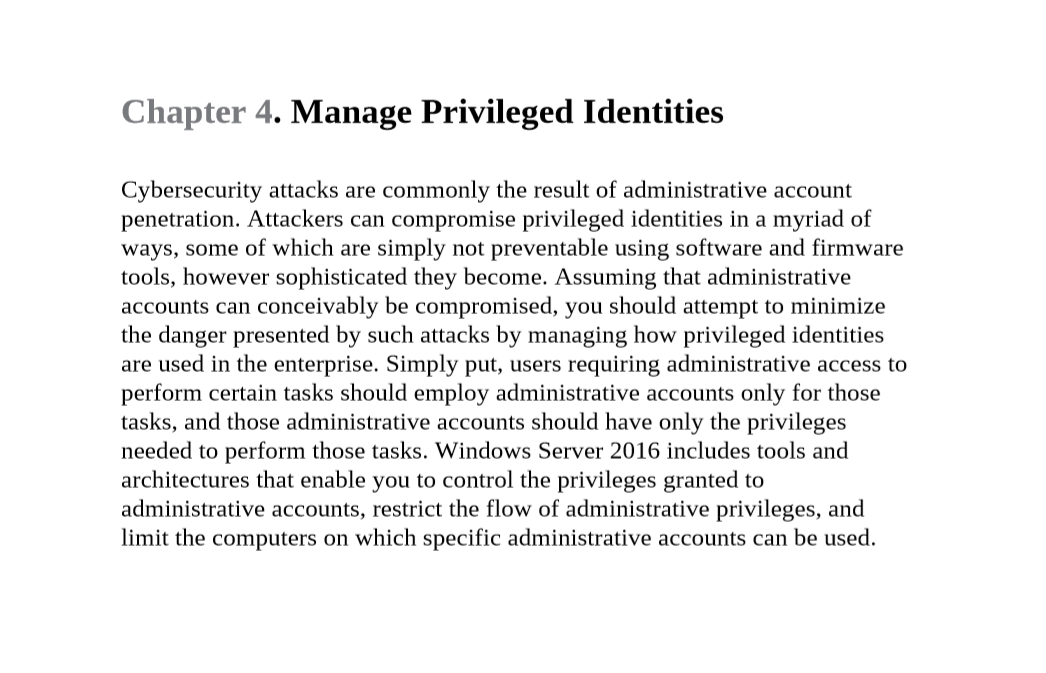 Chapter 4. Manage Privileged Identities
Cybersecurity attacks are commonly the result of administrative account
penetration. Attackers can compromise privileged identities in a myriad of
ways, some of which are simply not preventable using software and firmware
tools, however sophisticated they become. Assuming that administrative
accounts can conceivably be compromised, you should attempt to minimize
the danger presented by such attacks by managing how privileged identities
are used in the enterprise. Simply put, users requiring administrative access to
perform certain tasks should employ administrative accounts only for those
tasks, and those administrative accounts should have only the privileges
needed to perform those tasks. Windows Server 2016 includes tools and
architectures that enable you to control the privileges granted to
administrative accounts, restrict the flow of administrative privileges, and
limit the computers on which specific administrative accounts can be used.